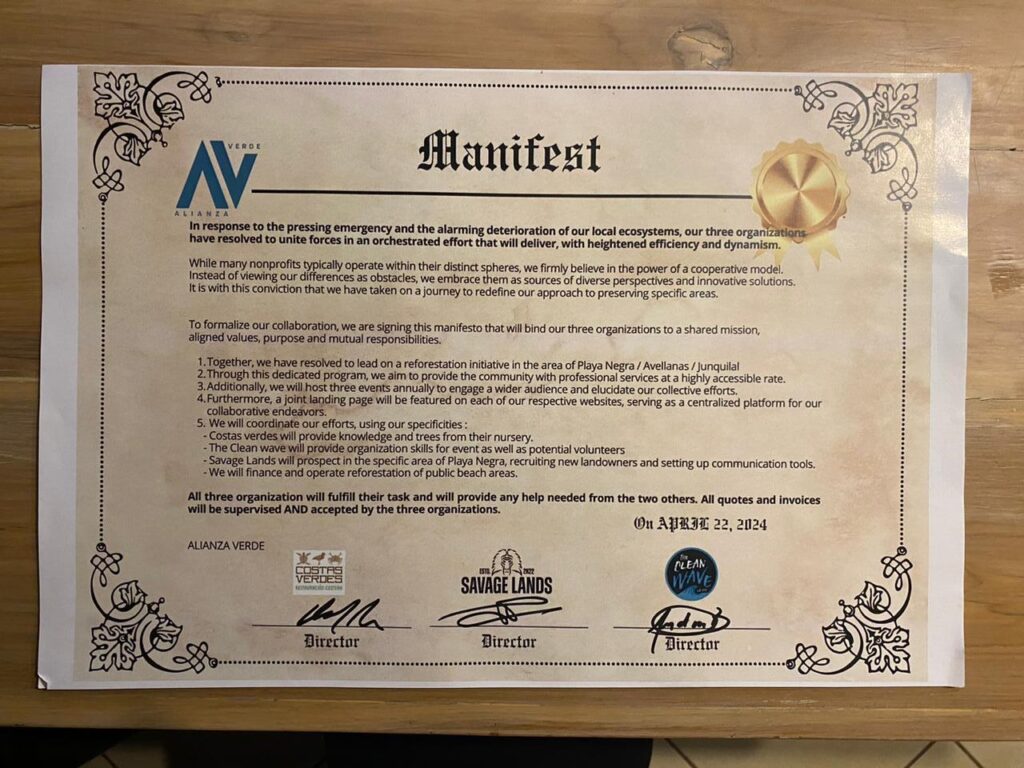 Manifest
VERDE
AV
ALIANZA
In response to the pressing emergency and the alarming deterioration of our local ecosystems, our three organizations
have resolved to unite forces in an orchestrated effort that will deliver, with heightened efficiency and dynamism.
While many nonprofits typically operate within their distinct spheres, we firmly believe in the power of a cooperative model.
Instead of viewing our differences as obstacles, we embrace them as sources of diverse perspectives and innovative solutions.
It is with this conviction that we have taken on a journey to redefine our approach to preserving specific areas.
To formalize our collaboration, we are signing this manifesto that will bind our three organizations to a shared mission,
aligned values, purpose and mutual responsibilities.
1. Together, we have resolved to lead on a reforestation initiative in the area of Playa Negra / Avellanas / Junquilal
2. Through this dedicated program, we aim to provide the community with professional services at a highly accessible rate.
3. Additionally, we will host three events annually to engage a wider audience and elucidate our collective efforts.
4. Furthermore, a joint landing page will be featured on each of our respective websites, serving as a centralized platform for our
collaborative endeavors.
5. We will coordinate our efforts, using our specificities :
- Costas verdes will provide knowledge and trees from their nursery.
- The Clean wave will provide organization skills for event as well as potential volunteers
- Savage Lands will prospect in the specific area of Playa Negra, recruiting new landowners and setting up communication tools.
- We will finance and operate reforestation of public beach areas.
All three organization will fulfill their task and will provide any help needed from the two others. All quotes and invoices
will be supervised AND accepted by the three organizations.
On APRIL 22, 2024
ALIANZA VERDE
COSTAS
VERDES
ESTD. 2022
SAVAGE LANDS
THE
CLEAN
WAVE
Director
Director
Director